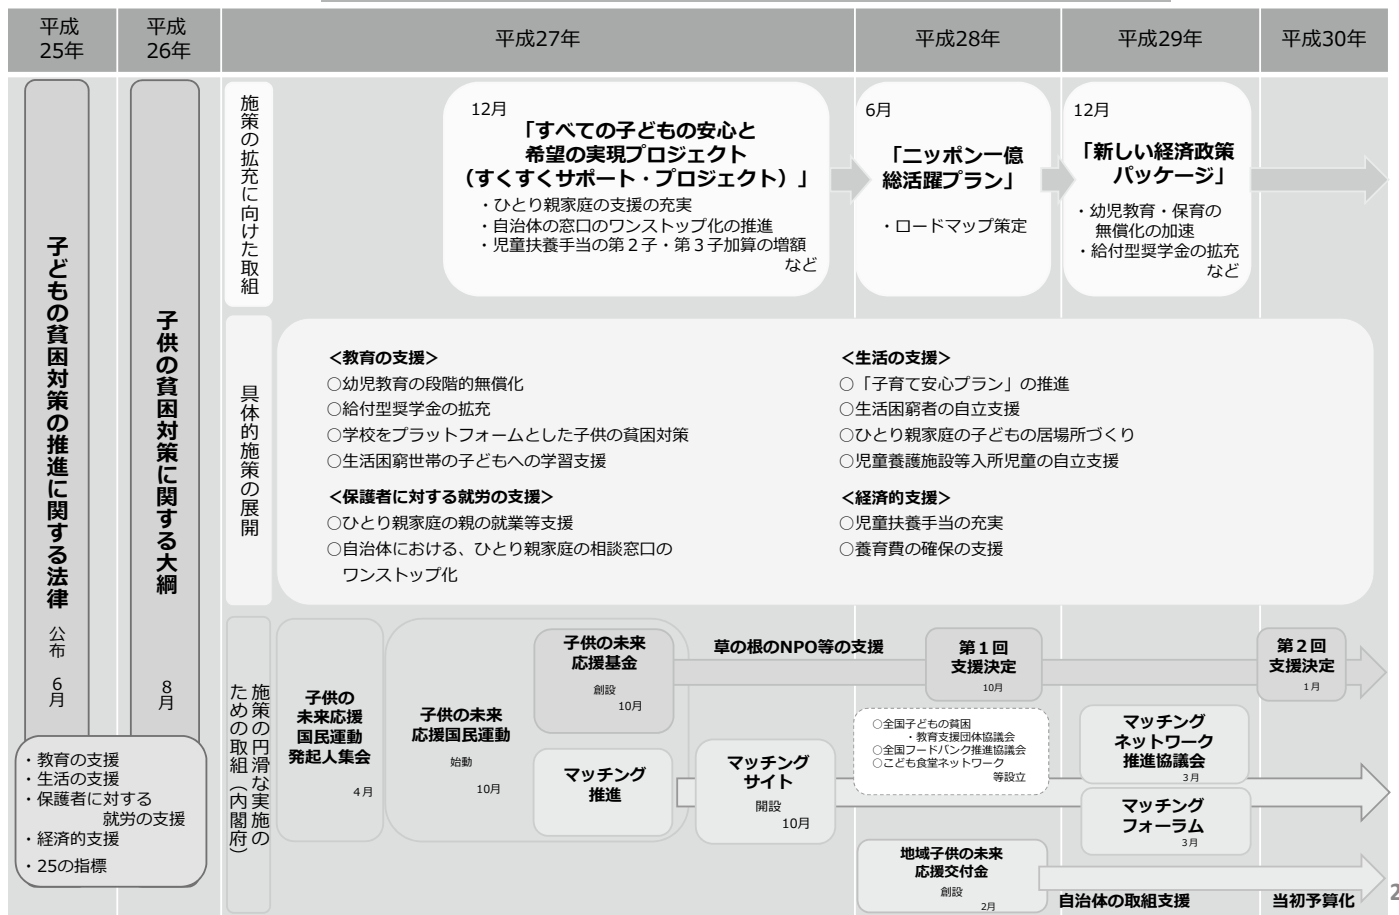 平成
25年
平成
26年
平成27年
平成28年
平成29年
平成30年
子どもの貧困対策の推進に関する法律
公布
6月
子供の貧困対策に関する大綱
8月
・教育の支援
・生活の支援
・保護者に対する
就労の支援
・経済的支援
・25の指標
施策の拡充に向けた取組
12月
「すべての子どもの安心と
希望の実現プロジェクト
（すくすくサポート・プロジェクト）」
・ひとり親家庭の支援の充実
・自治体の窓口のワンストップ化の推進
・児童扶養手当の第２子・第３子加算の増額
など
6月
「ニッポン一億
総活躍プラン」
・ロードマップ策定
12月
「新しい経済政策
パッケージ」
・幼児教育・保育の
無償化の加速
・給付型奨学金の拡充
など
具体的施策の展開
＜教育の支援＞
○幼児教育の段階的無償化
○給付型奨学金の拡充
○学校をプラットフォームとした子供の貧困対策
○生活困窮世帯の子どもへの学習支援
＜保護者に対する就労の支援＞
○ひとり親家庭の親の就業等支援
○自治体における、ひとり親家庭の相談窓口の
ワンストップ化
＜生活の支援＞
○「子育て安心プラン」の推進
○生活困窮者の自立支援
○ひとり親家庭の子どもの居場所づくり
○児童養護施設等入所児童の自立支援
＜経済的支援＞
○児童扶養手当の充実
○養育費の確保の支援
施策の円滑な実施の
ための取組（内閣府）
子供の
未来応援
国民運動
発起人集会
4月
子供の未来
応援国民運動
始動
10月
子供の未来
応援基金
創設
10月
マッチング
推進
草の根のNPO等の支援
第１回
支援決定
10月
第２回
支援決定
1月
マッチング
サイト
開設
10月
○全国子どもの貧困
・教育支援団体協議会
○全国フードバンク推進協議会
○こども食堂ネットワーク
等設立
マッチング
ネットワーク
推進協議会
3月
マッチング
フォーラム
3月
地域子供の未来
応援交付金
創設
2月
自治体の取組支援
当初予算化
2